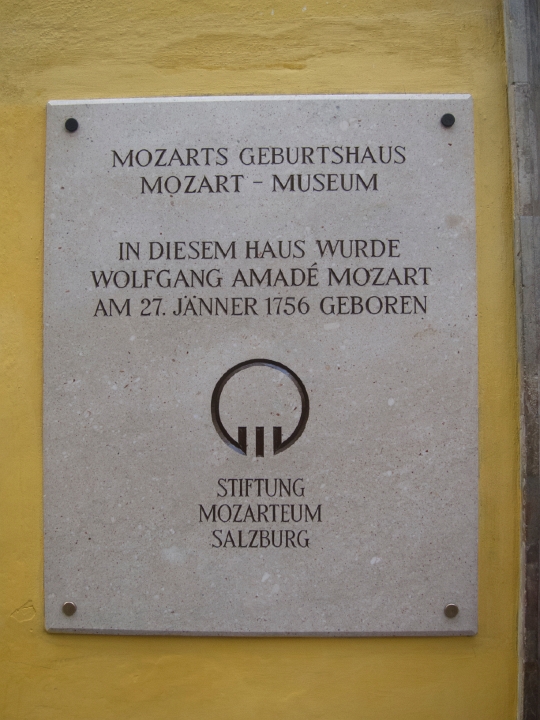 MOZARTS GEBURTSHAUS
MOZART - MUSEUM
IN DIESEM HAUS WURDE
WOLFGANG AMADÉ MOZART
AM 27. JÄNNER 1756 GEBOREN
STIFTUNG
MOZARTEUM
SALZBURG